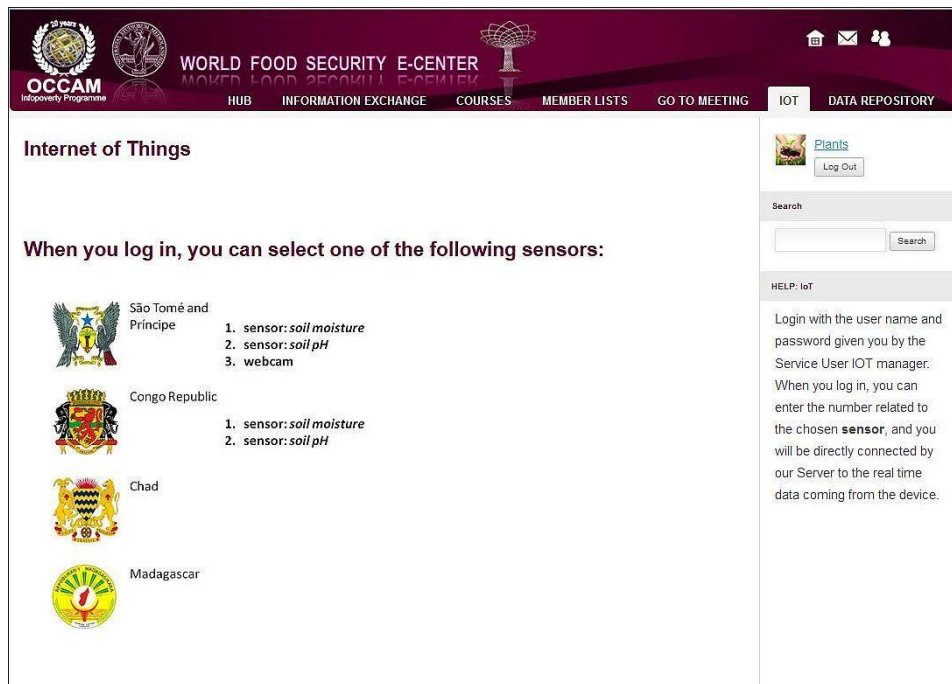 20 years
OCCAM
Infopoverty Programme
WORLD FOOD SECURITY E-CENTER
HUB INFORMATION EXCHANGE COURSES MEMBER LISTS GO TO MEETING IOT DATA REPOSITORY
Internet of Things
When you log in, you can select one of the following sensors:
São Tomé and
Príncipe
1. sensor: soil moisture
2. sensor: soil pH
3. webcam
Congo Republic
1. sensor: soil moisture
2. sensor: soil pH
Chad
Madagascar
Plants
Log Out
Search
Search
HELP: IoT
Login with the user name and
password given you by the
Service User IOT manager.
When you log in, you can
enter the number related to
the chosen sensor, and you
will be directly connected by
our Server to the real time
data coming from the device.